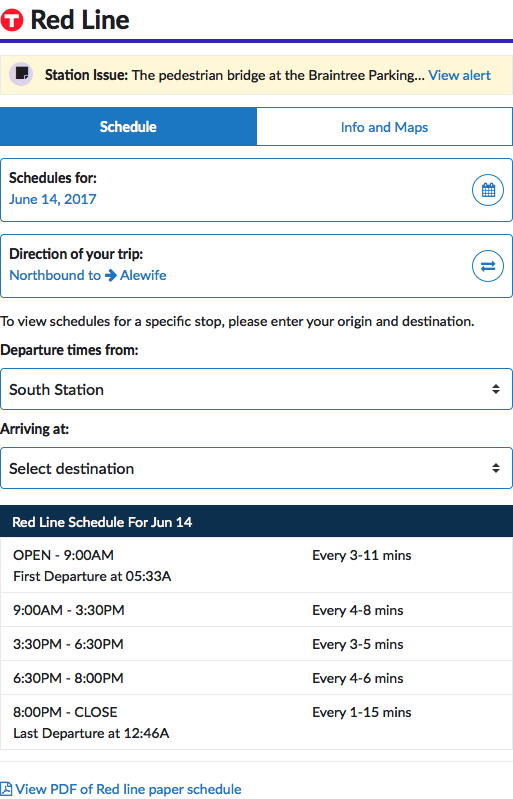 T Red Line
Station Issue: The pedestrian bridge at the Braintree Parking... View alert
Schedule Info and Maps
Schedules for:
June 14, 2017
Direction of your trip:
Northbound to → Alewife
To view schedules for a specific stop, please enter your origin and destination.
Departure times from:
South Station
Arriving at:
Select destination
Red Line Schedule For Jun 14
OPEN - 9:00AM Every 3-11 mins
First Departure at 05:33A
9:00AM - 3:30PM Every 4-8 mins
3:30PM - 6:30PM Every 3-5 mins
6:30PM - 8:00PM Every 4-6 mins
8:00PM - CLOSE Every 1-15 mins
Last Departure at 12:46A
View PDF of Red line paper schedule